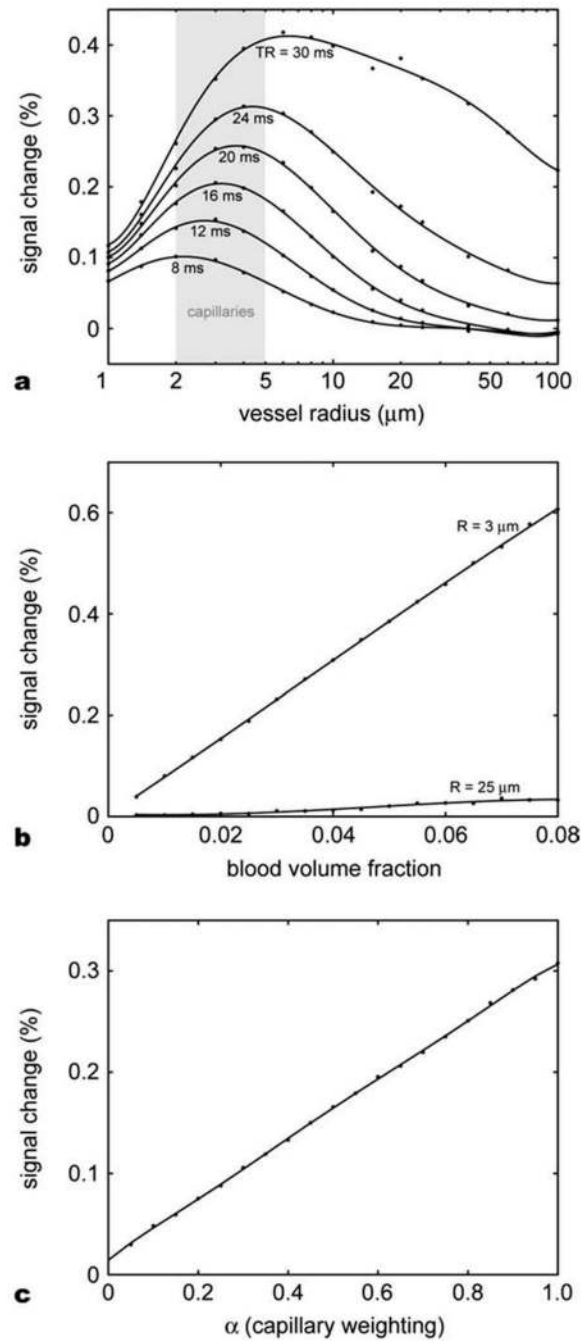 0.4
TR = 30 ms
0.3
24 ms
20 ms
0.2
16 ms
12 ms
0.1
8 ms
0
capillaries
signal change (%)
1 2 5 10 20 50 100
a
vessel radius (μm)
0.6
R = 3 μm
0.4
signal change (%)
0.2
R = 25 μm
0
0 0.02 0.04 0.06 0.08
b
blood volume fraction
0.3
0.2
signal change (%)
0.1
0
0 0.2 0.4 0.6 0.8 1.0
c
α (capillary weighting)